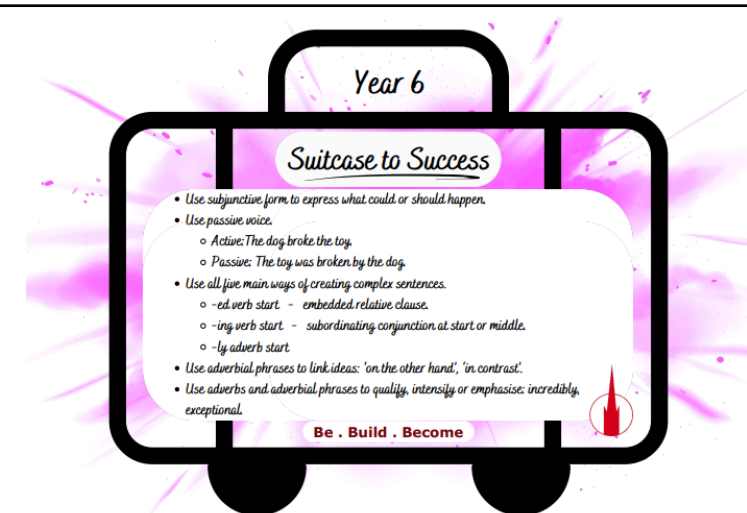 Year 6
Suitcase to Success
• Use subjunctive form to express what could or should happen.
• Use passive voice.
o Active:The dog broke the toy.
o Passive: The toy was broken by the dog.
• Use all five main ways of creating complex sentences.
o -ed verb start - embedded relative clause.
o -ing verb start - subordinating conjunction at start or middle.
o -ly adverb start
• Use adverbial phrases to link ideas: 'on the other hand', 'in contrast'.
• Use adverbs and adverbial phrases to qualify, intensify or emphasise: incredibly,
exceptional.
Be . Build . Become